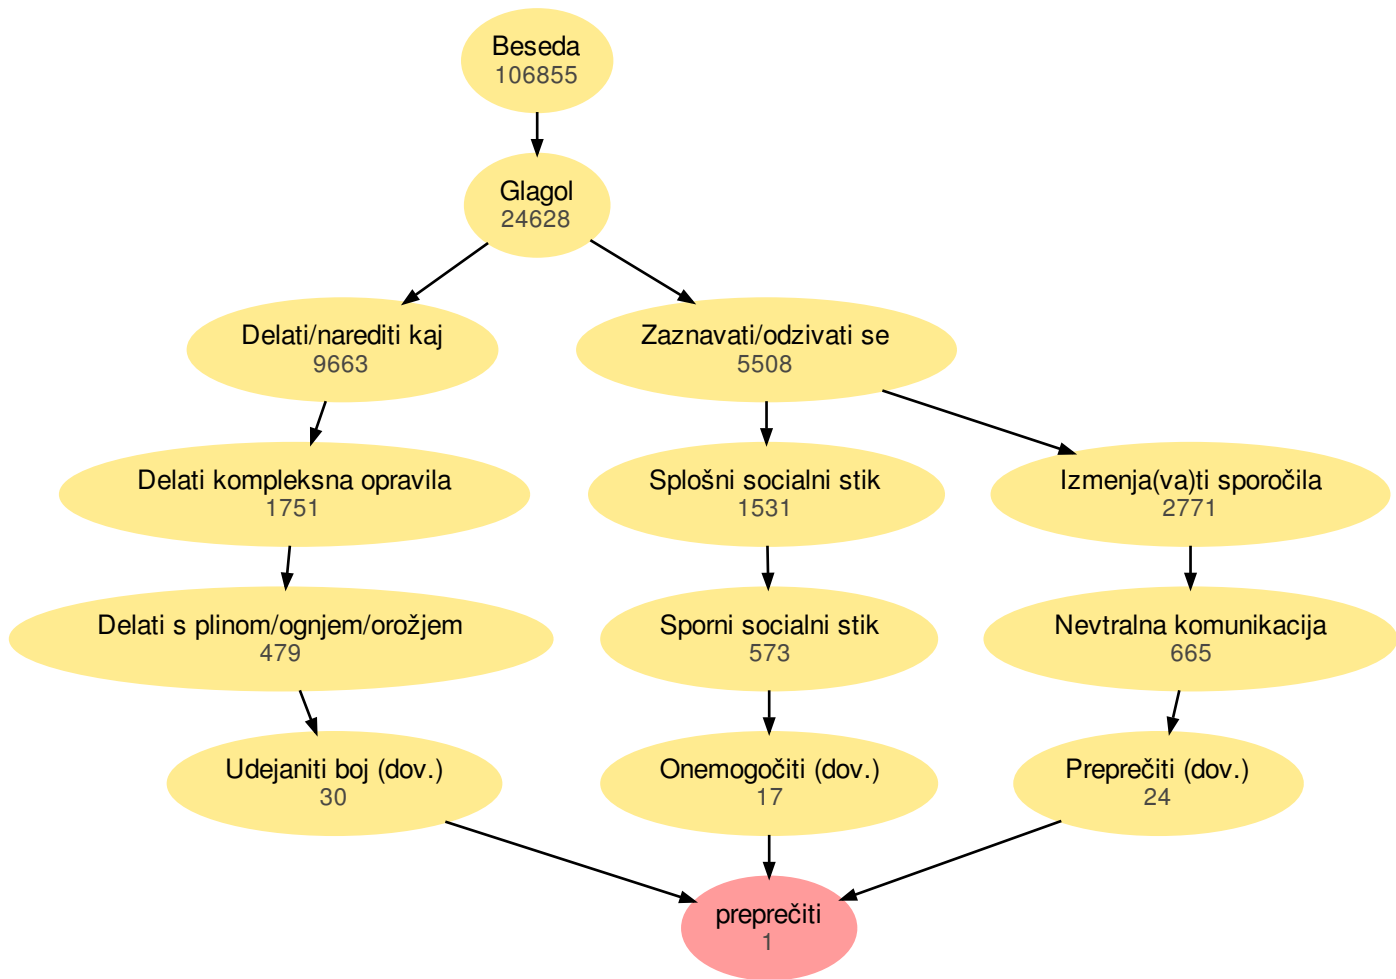 Beseda
106855
Glagol
24628
Delati/narediti kaj
9663
Zaznavati/odzivati se
5508
Delati kompleksna opravila
1751
Splošni socialni stik
1531
Izmenja(va)ti sporočila
2771
Delati s plinom/ognjem/orožjem
479
Sporni socialni stik
573
Nevtralna komunikacija
665
Udejaniti boj (dov.)
30
Onemogočiti (dov.)
17
Preprečiti (dov.)
24
preprečiti
1